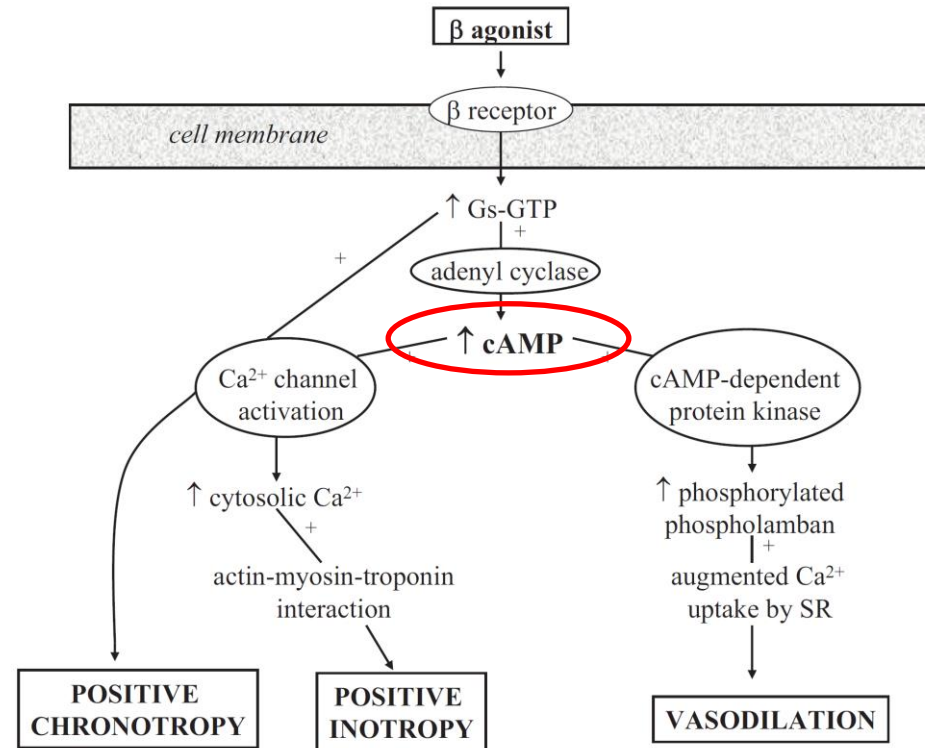 β agonist
β receptor
cell membrane
↑ Gs-GTP
+
+
adenyl cyclase
↑ cAMP
+
+
Ca²⁺ channel
activation
cAMP-dependent
protein kinase
↑ cytosolic Ca²⁺
+
↑ phosphorylated
phospholamban
+
actin-myosin-troponin
interaction
augmented Ca²⁺
uptake by SR
POSITIVE
CHRONOTROPY
POSITIVE
INOTROPY
VASODILATION